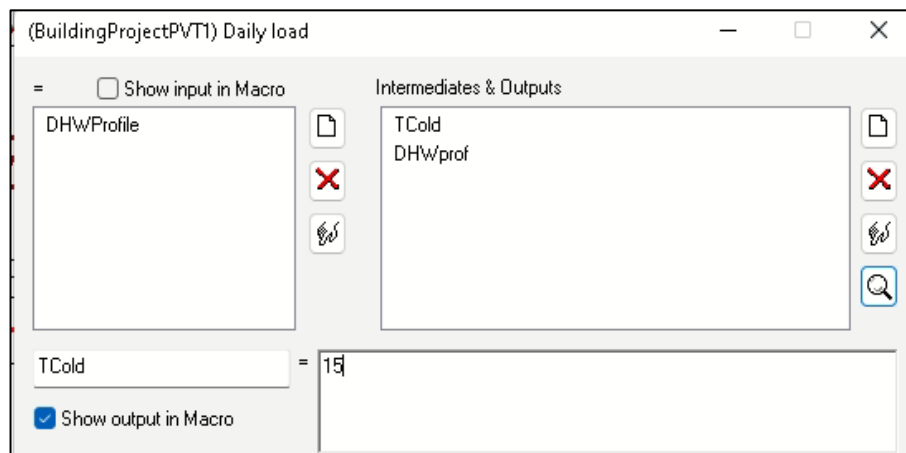 (BuildingProjectPVT1) Daily load
= Show input in Macro
Intermediates & Outputs
DHWProfile
TCold
DHWprof
TCold = 15
Show output in Macro